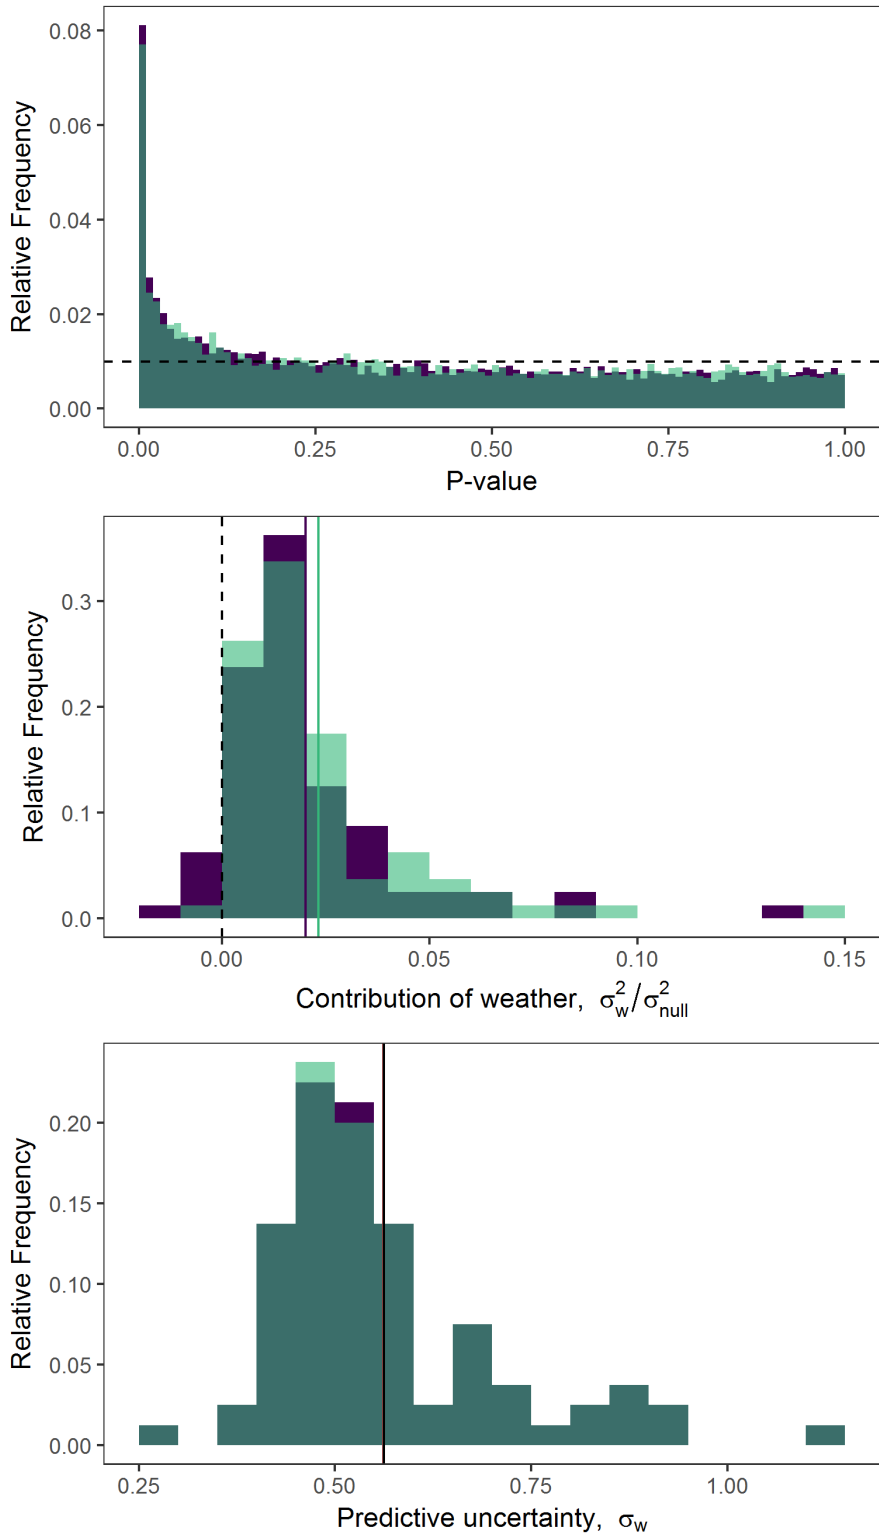 0.08
0.06
0.04
0.02
0.00
Relative Frequency
0.00 0.25 0.50 0.75 1.00
P-value
0.3
0.2
0.1
0.0
Relative Frequency
0.00 0.05 0.10 0.15
Contribution of weather, σ²w/σ²null
0.20
0.15
0.10
0.05
0.00
Relative Frequency
0.25 0.50 0.75 1.00
Predictive uncertainty, σw